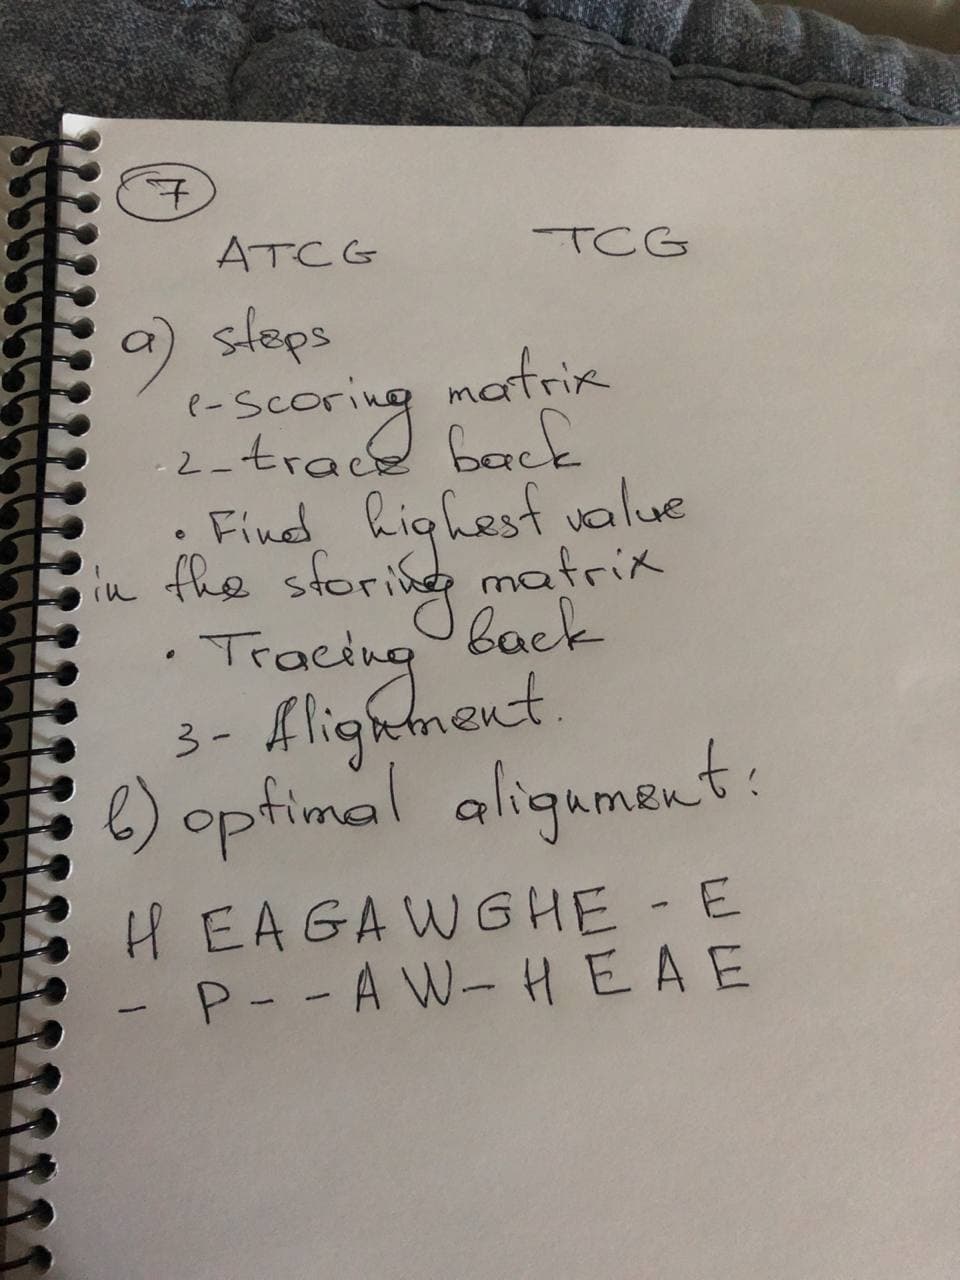 7
ATCG TCG
a) steps
1-scoring matrix
2-trace back
• Find highest value
in the storing matrix
• Tracing back
3- Alignment.
b) optimal alignment:
H EAGAWGHE - E
- P - - A W - H E A E